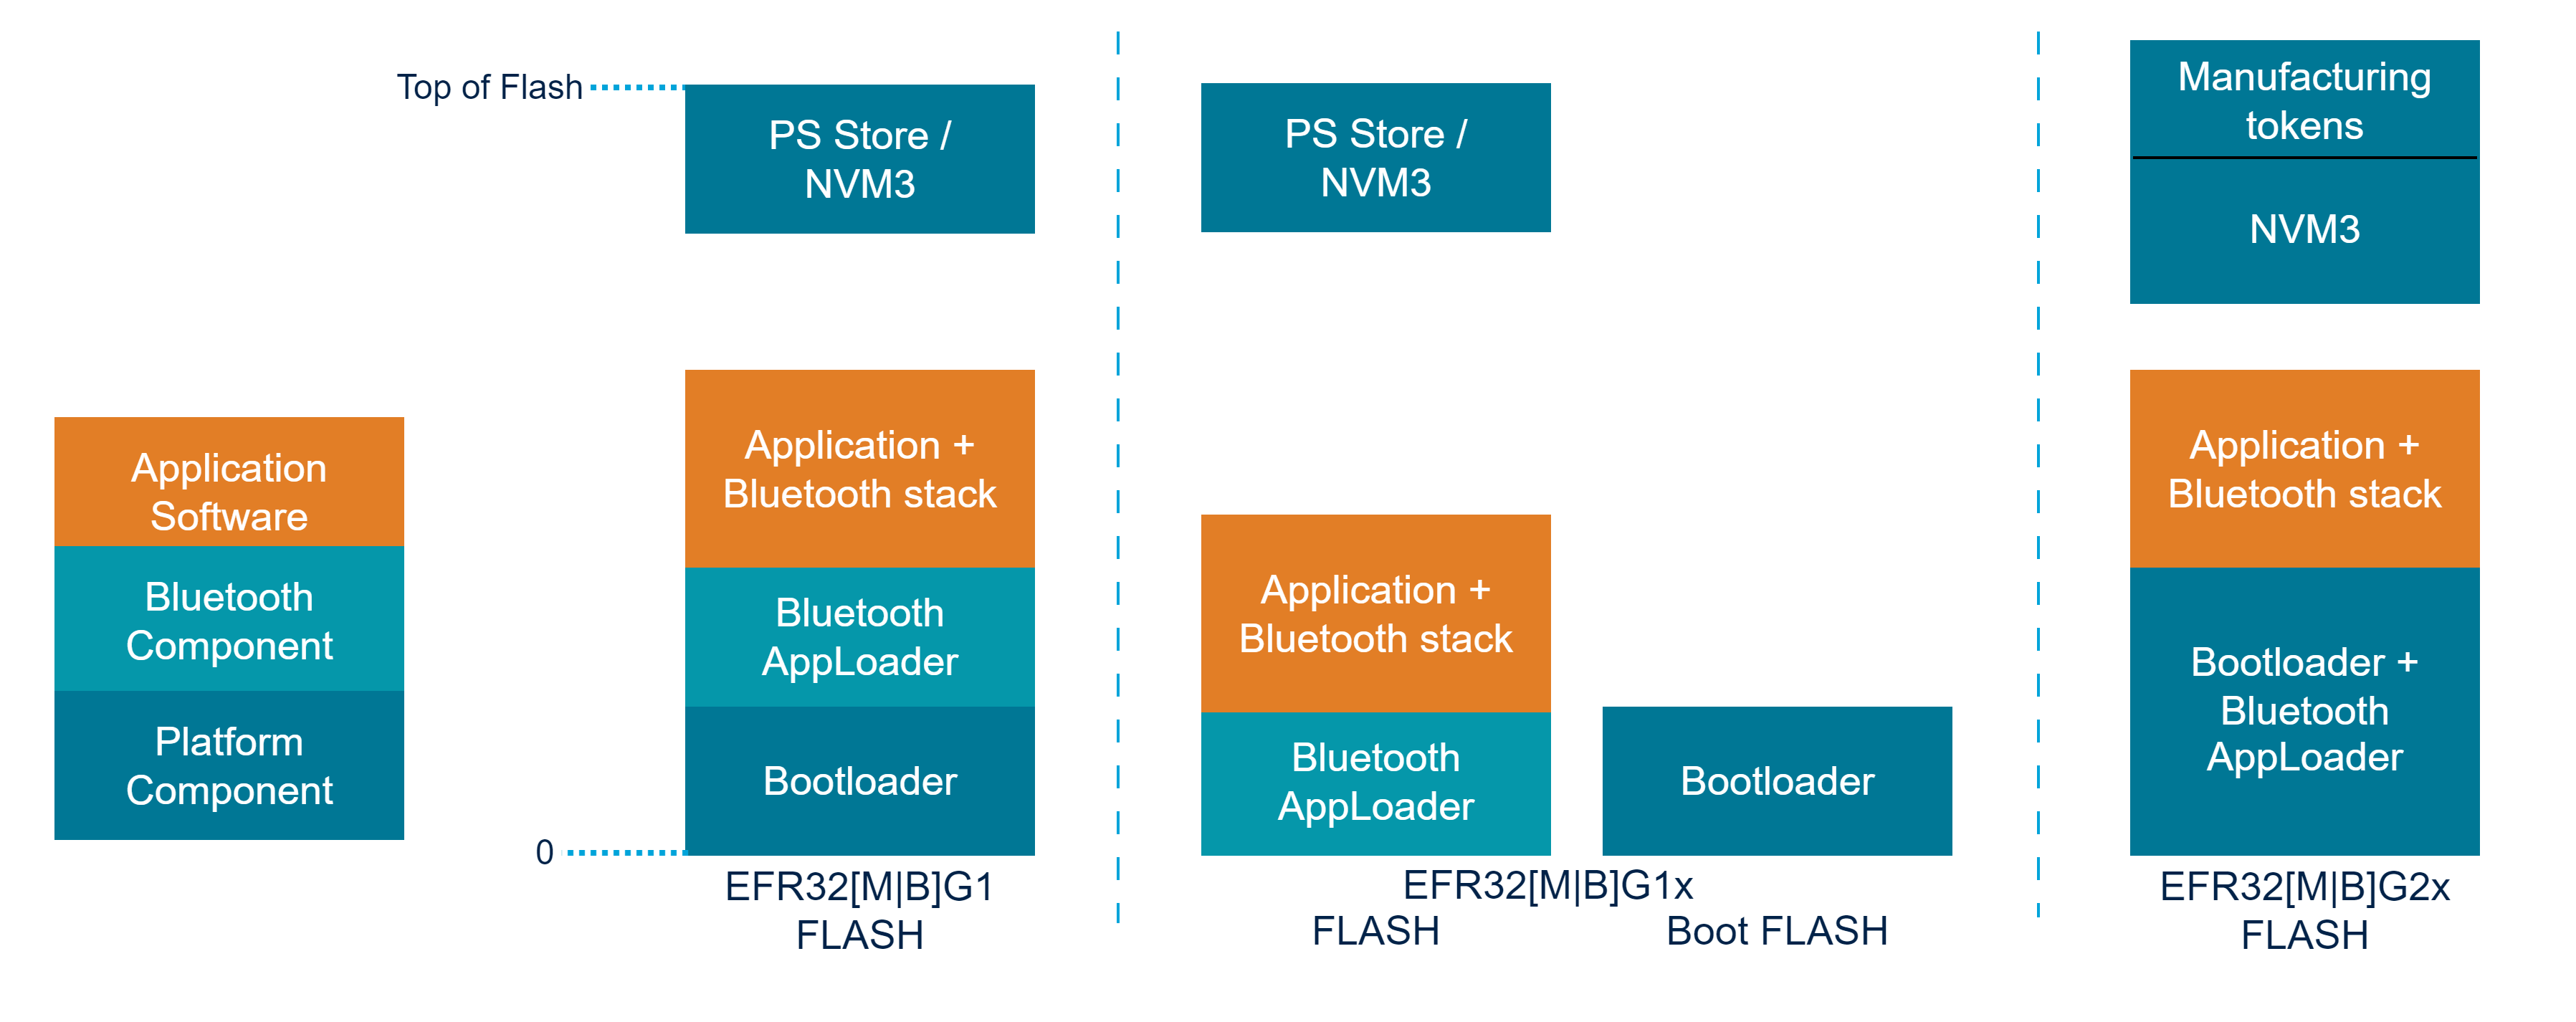 Application
Software
Bluetooth
Component
Platform
Component
Top of Flash
0
PS Store /
NVM3
Application +
Bluetooth stack
Bluetooth
AppLoader
Bootloader
EFR32[M|B]G1
FLASH
PS Store /
NVM3
Application +
Bluetooth stack
Bluetooth
AppLoader
Bootloader
EFR32[M|B]G1x
FLASH
Boot FLASH
Manufacturing
tokens
NVM3
Application +
Bluetooth stack
Bootloader +
Bluetooth
AppLoader
EFR32[M|B]G2x
FLASH